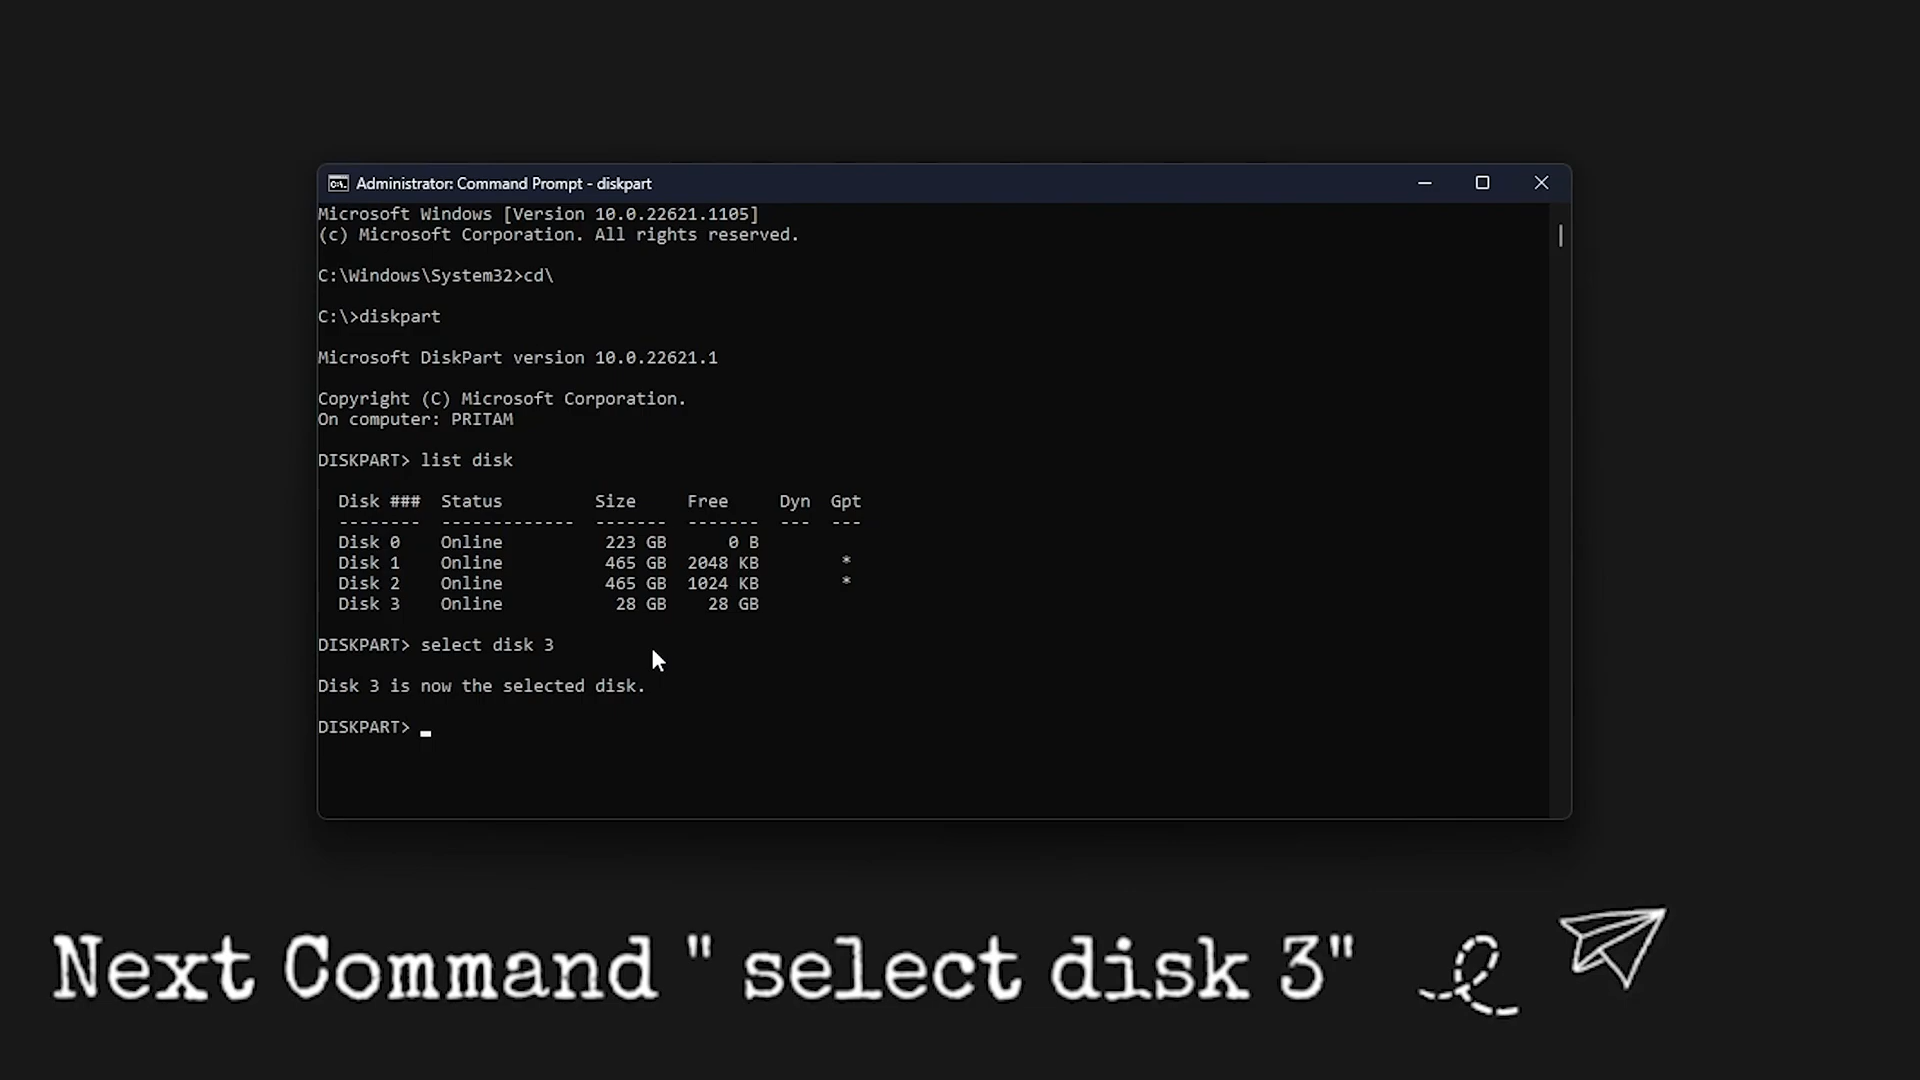 Administrator: Command Prompt - diskpart
Microsoft Windows [Version 10.0.22621.1105]
(c) Microsoft Corporation. All rights reserved.
C:\Windows\System32>cd\
C:\>diskpart
Microsoft DiskPart version 10.0.22621.1
Copyright (C) Microsoft Corporation.
On computer: PRITAM
DISKPART> list disk
Disk ### Status Size Free Dyn Gpt
-------- ------------- ------- ------- --- ---
Disk 0 Online 223 GB 0 B
Disk 1 Online 465 GB 2048 KB *
Disk 2 Online 465 GB 1024 KB *
Disk 3 Online 28 GB 28 GB
DISKPART> select disk 3
Disk 3 is now the selected disk.
DISKPART>
Next Command " select disk 3"